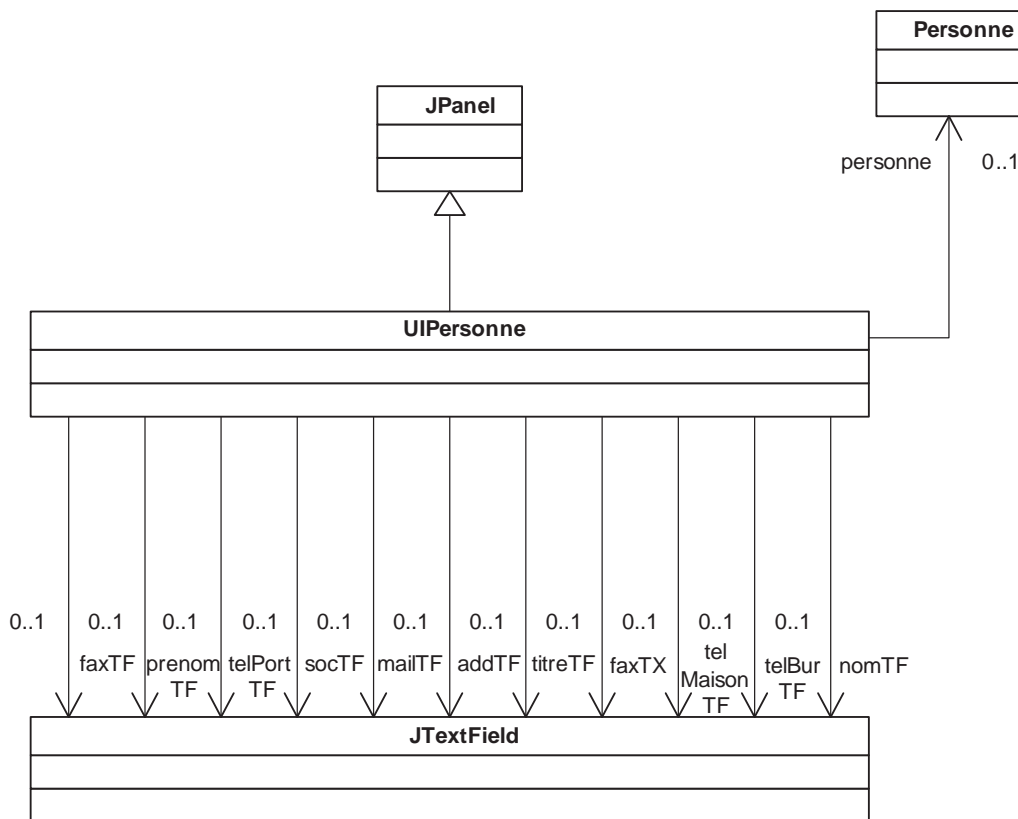 Personne
JPanel
personne 0..1
UIPersonne
0..1 0..1 0..1 0..1 0..1 0..1 0..1 0..1 0..1 0..1 0..1
faxTF prenom telPort socTF mailTF addTF titreTF faxTX tel telBur nomTF
TF TF Maison TF
TF
JTextField